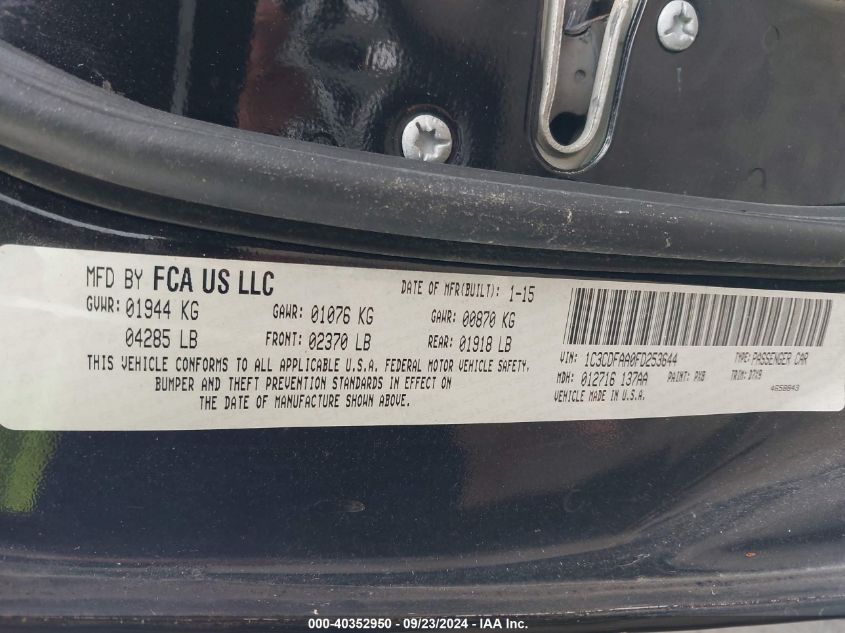 MFD BY FCA US LLC
DATE OF MFR(BUILT): 1-15
GVWR: 01944 KG
GAWR: 01076 KG
GAWR: 00870 KG
04285 LB
FRONT: 02370 LB
REAR: 01918 LB
THIS VEHICLE CONFORMS TO ALL APPLICABLE U.S.A. FEDERAL MOTOR VEHICLE SAFETY,
BUMPER AND THEFT PREVENTION STANDARDS IN EFFECT ON
THE DATE OF MANUFACTURE SHOWN ABOVE.
VIN: 1C3CDFAA0FD253644
TYPE: PASSENGER CAR
MDH: 012716 137AA
PAINT: PX8
TRIM: D7X9
VEHICLE MADE IN U.S.A.
4658843
000-40352950 - 09/23/2024 - IAA Inc.